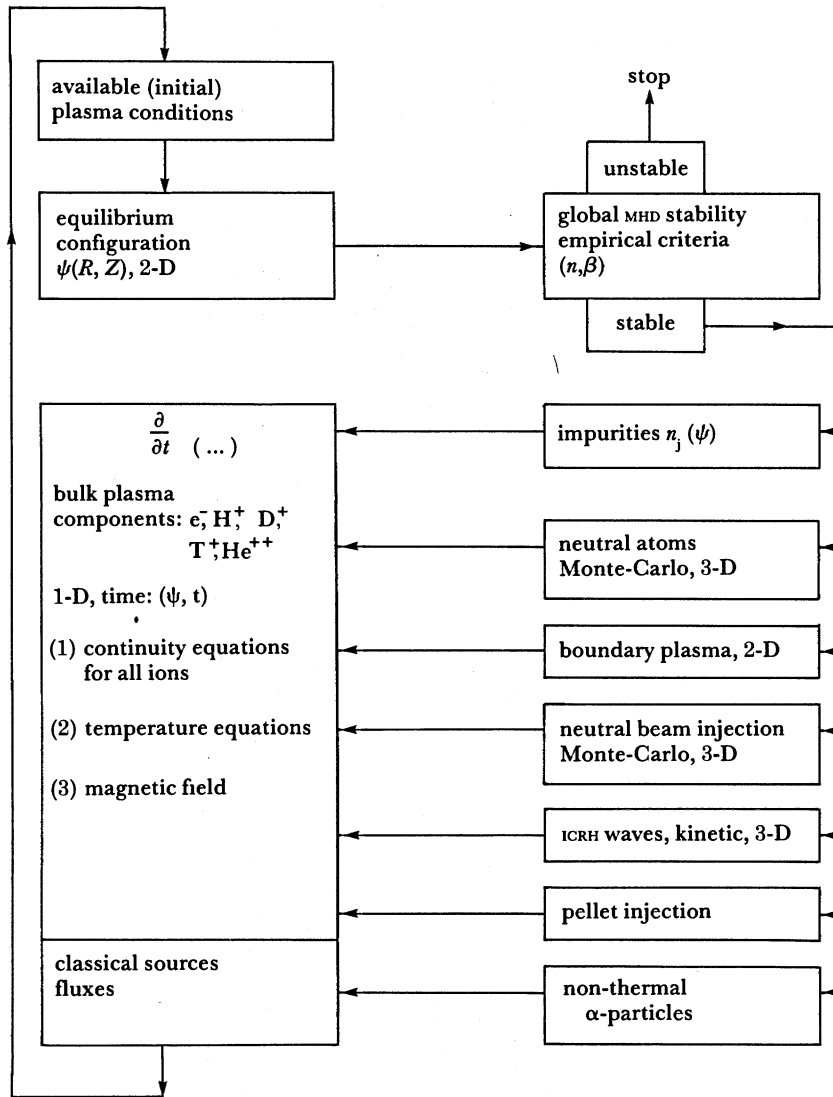 available (initial)
plasma conditions
equilibrium
configuration
ψ(R, Z), 2-D
stop
unstable
global MHD stability
empirical criteria
(n,β)
stable
∂
∂t (...)
bulk plasma
components: e⁻, H⁺, D⁺,
T⁺, He⁺⁺
1-D, time: (ψ, t)
(1) continuity equations
for all ions
(2) temperature equations
(3) magnetic field
classical sources
fluxes
impurities nⱼ (ψ)
neutral atoms
Monte-Carlo, 3-D
boundary plasma, 2-D
neutral beam injection
Monte-Carlo, 3-D
ICRH waves, kinetic, 3-D
pellet injection
non-thermal
α-particles